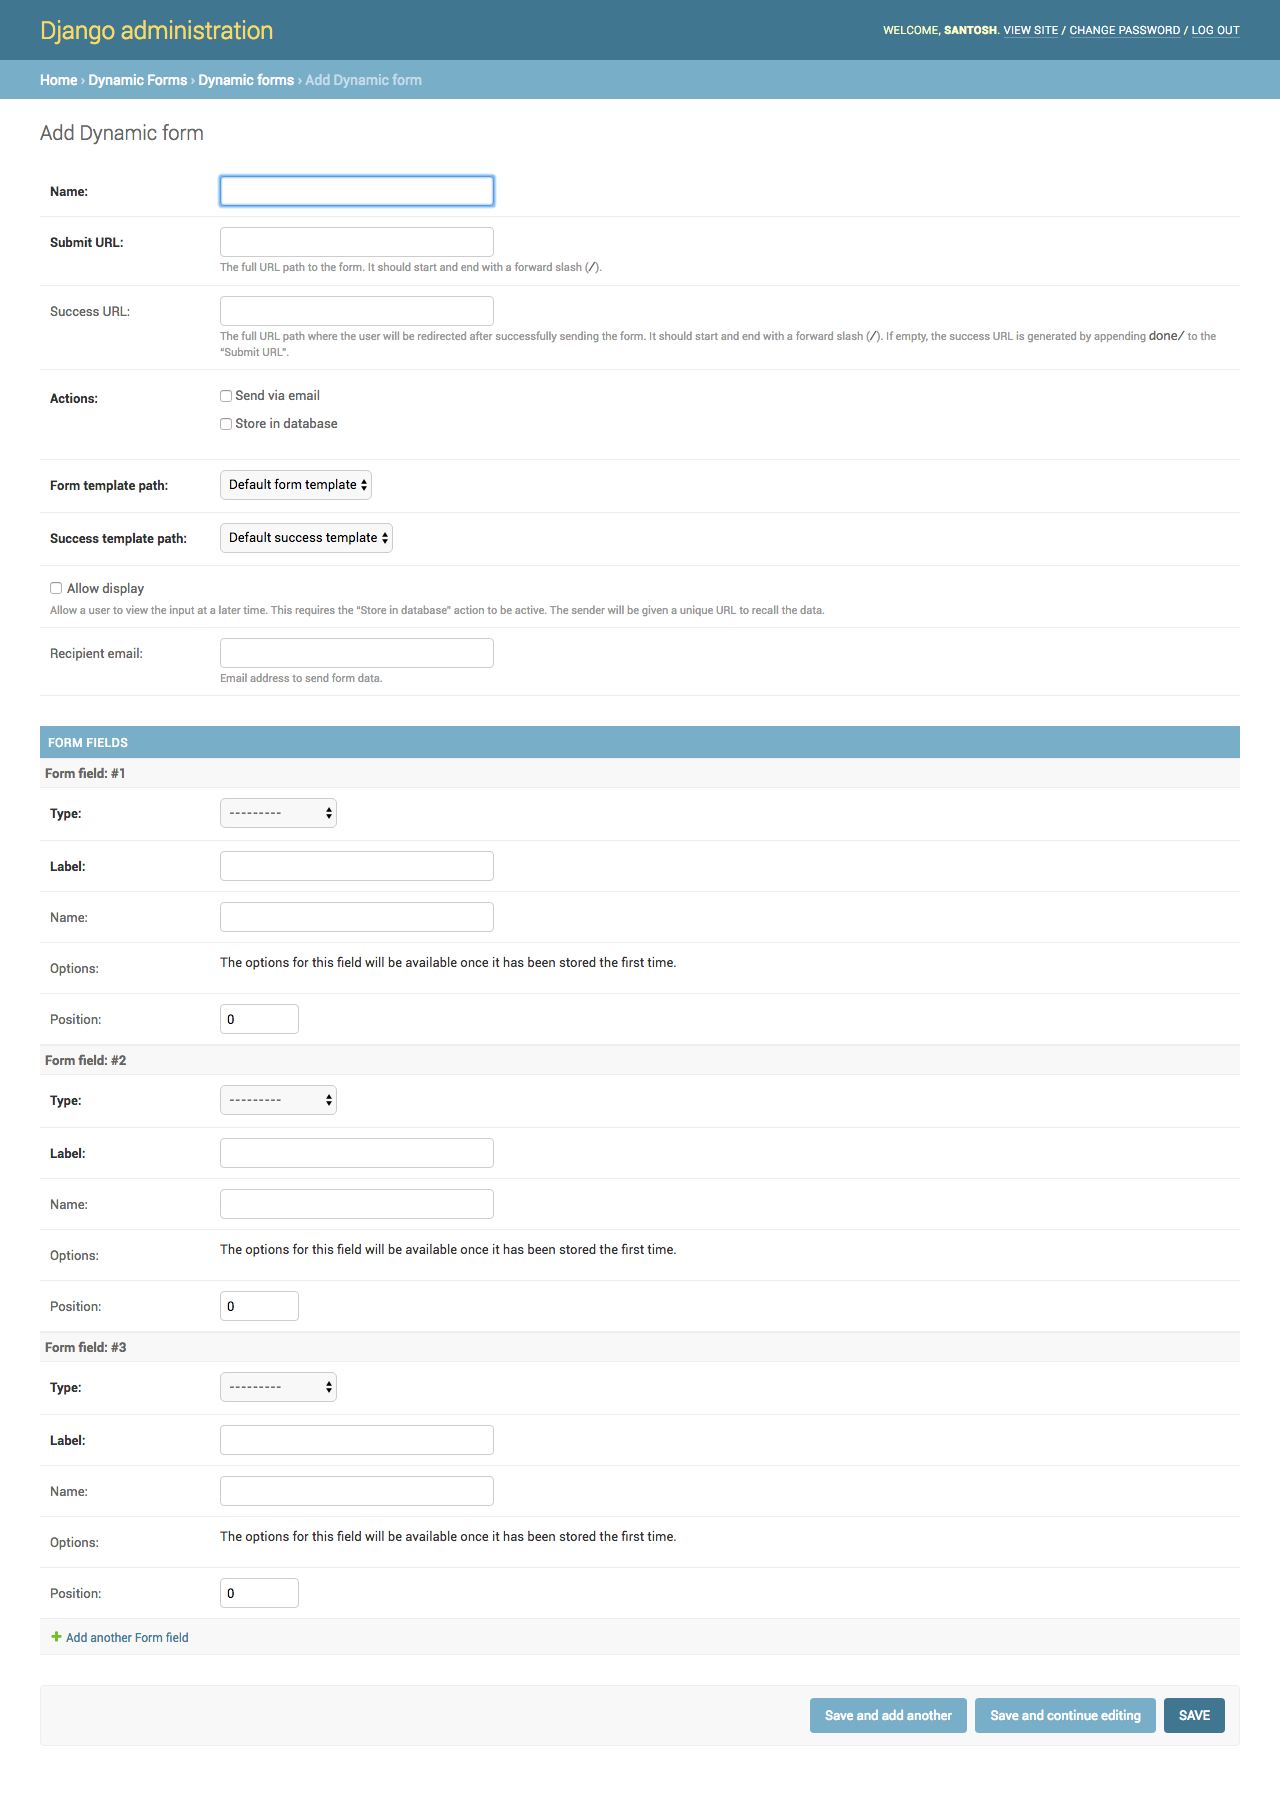 Django administration
WELCOME, SANTOSH. VIEW SITE / CHANGE PASSWORD / LOG OUT
Home › Dynamic Forms › Dynamic forms › Add Dynamic form
Add Dynamic form
Name:
Submit URL:
The full URL path to the form. It should start and end with a forward slash (/).
Success URL:
The full URL path where the user will be redirected after successfully sending the form. It should start and end with a forward slash (/). If empty, the success URL is generated by appending done/ to the
"Submit URL".
Actions:
Send via email
Store in database
Form template path:
Default form template
Success template path:
Default success template
Allow display
Allow a user to view the input at a later time. This requires the "Store in database" action to be active. The sender will be given a unique URL to recall the data.
Recipient email:
Email address to send form data.
FORM FIELDS
Form field: #1
Type:
---------
Label:
Name:
Options:
The options for this field will be available once it has been stored the first time.
Position:
0
Form field: #2
Type:
---------
Label:
Name:
Options:
The options for this field will be available once it has been stored the first time.
Position:
0
Form field: #3
Type:
---------
Label:
Name:
Options:
The options for this field will be available once it has been stored the first time.
Position:
0
Add another Form field
Save and add another
Save and continue editing
SAVE